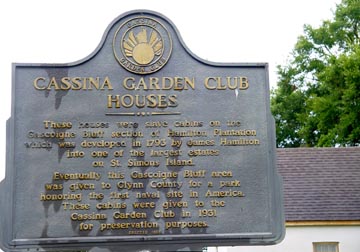 CASSINA GARDEN CLUB
HOUSES
These houses were slave cabins on the
Gascoigne Bluff section of Hamilton Plantation
which was developed in 1793 by James Hamilton
into one of the largest estates
on St. Simons Island.
Eventually this Gascoigne Bluff area
was given to Glynn County for a park
honoring the first naval site in America.
These cabins were given to the
Cassina Garden Club in 1931
for preservation purposes.